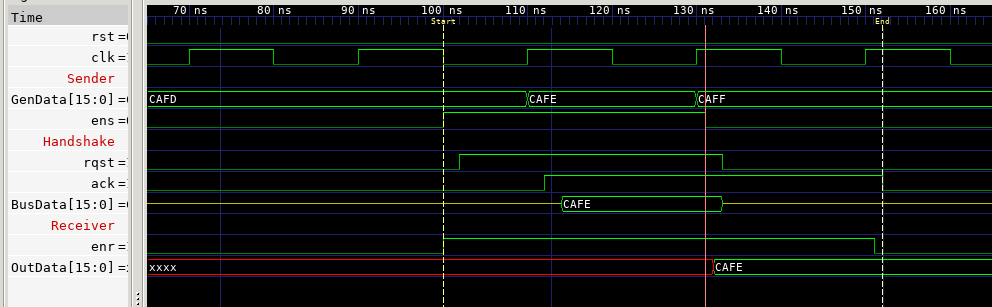 Time
70 ns 80 ns 90 ns 100 ns 110 ns 120 ns 130 ns 140 ns 150 ns 160 ns
Start End
rst=
clk=
Sender
GenData[15:0]= CAFD CAFE CAFF
ens=
Handshake
rqst=
ack=
BusData[15:0]= CAFE
Receiver
enr=
OutData[15:0]= xxxx CAFE